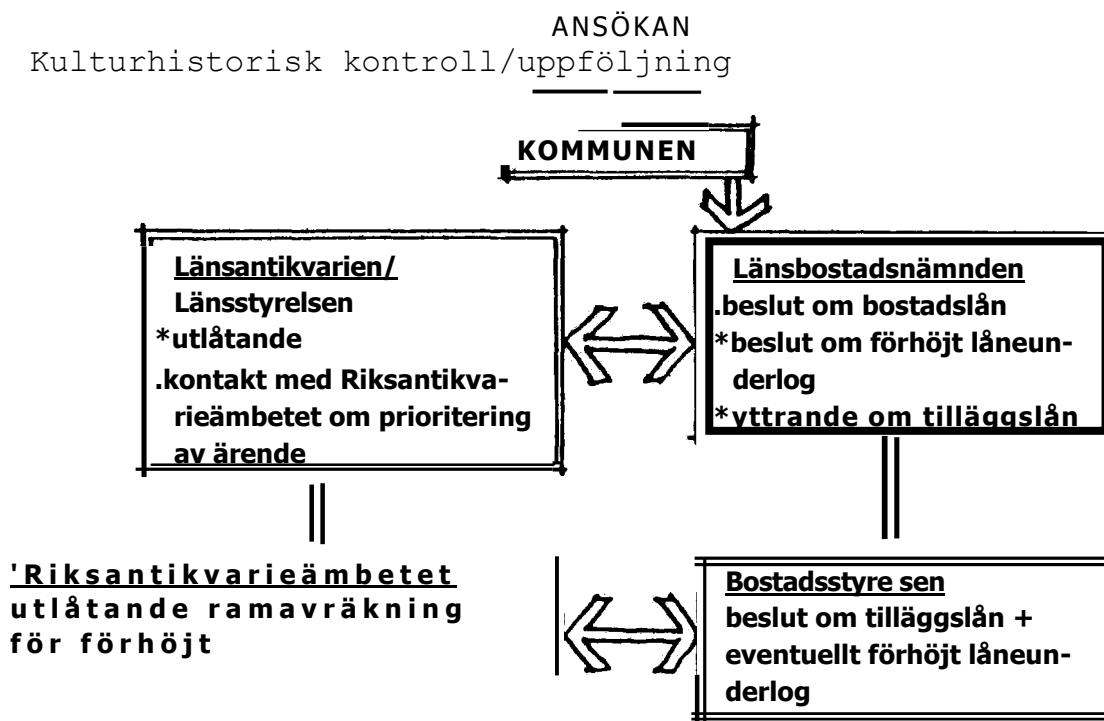 ANSÖKAN
Kulturhistorisk kontroll/uppföljning
KOMMUNEN
Länsantikvarien/
Länsstyrelsen
*utlåtande
.kontakt med Riksantikva-
rieämbetet om prioritering
av ärende
Länsbostadsnämnden
.beslut om bostadslån
*beslut om förhöjt låneun-
derlog
*yttrande om tilläggslån
'Riksantikvarieämbetet
utlåtande ramavräkning
för förhöjt
Bostadsstyre sen
beslut om tilläggslån +
eventuellt förhöjt låneun-
derlog